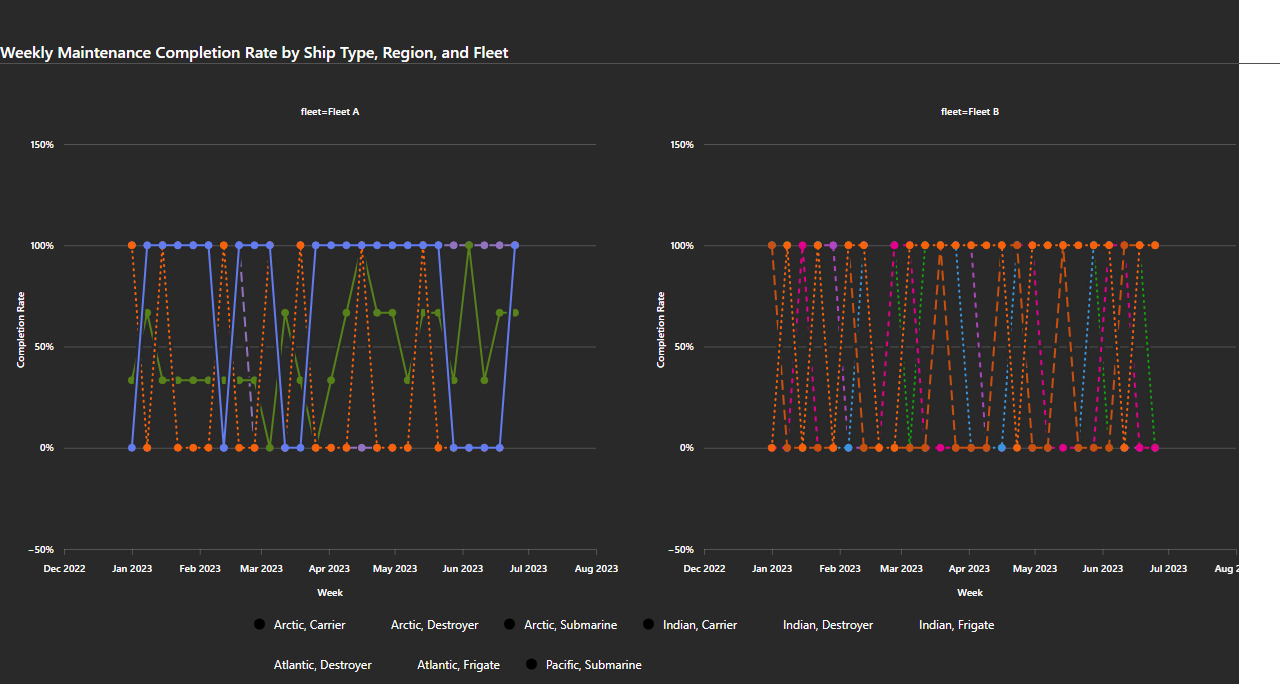 Weekly Maintenance Completion Rate by Ship Type, Region, and Fleet
fleet=Fleet A
fleet=Fleet B
150%
100%
50%
0%
−50%
Completion Rate
Dec 2022 Jan 2023 Feb 2023 Mar 2023 Apr 2023 May 2023 Jun 2023 Jul 2023 Aug 2023
Week
150%
100%
50%
0%
−50%
Completion Rate
Dec 2022 Jan 2023 Feb 2023 Mar 2023 Apr 2023 May 2023 Jun 2023 Jul 2023 Aug 2
Week
Arctic, Carrier Arctic, Destroyer Arctic, Submarine Indian, Carrier Indian, Destroyer Indian, Frigate
Atlantic, Destroyer Atlantic, Frigate Pacific, Submarine